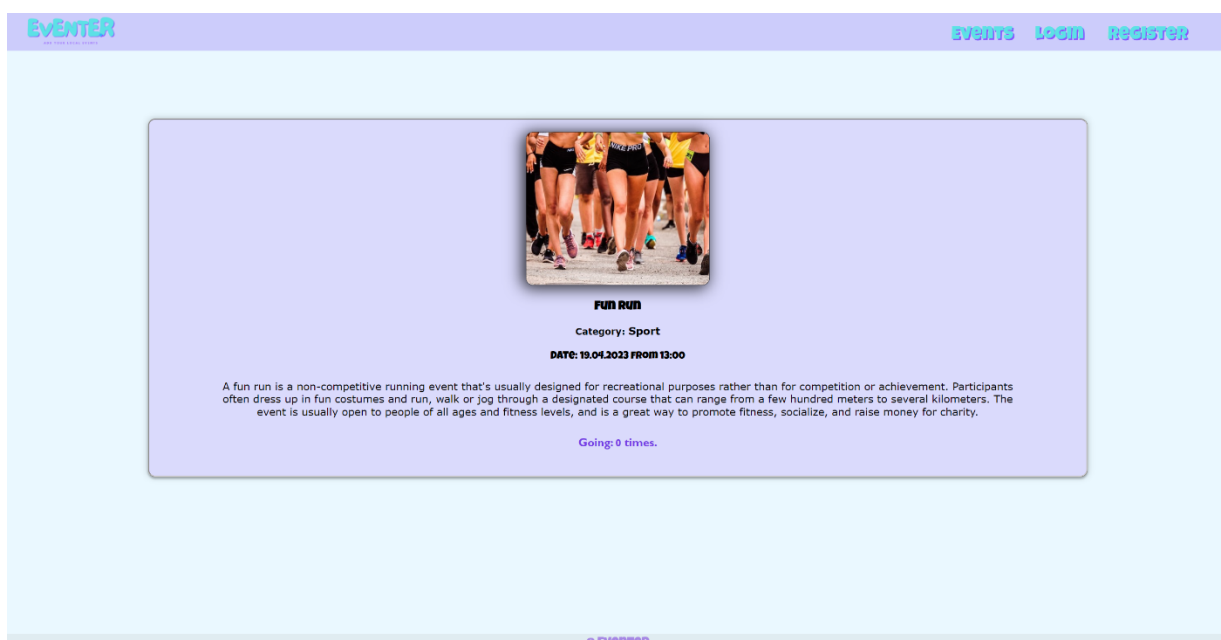 EVENTER
Events Login Register
NIKE PRO
Fun Run
Category: Sport
Date: 19.04.2023 from 13:00
A fun run is a non-competitive running event that's usually designed for recreational purposes rather than for competition or achievement. Participants
often dress up in fun costumes and run, walk or jog through a designated course that can range from a few hundred meters to several kilometers. The
event is usually open to people of all ages and fitness levels, and is a great way to promote fitness, socialize, and raise money for charity.
Going: 0 times.